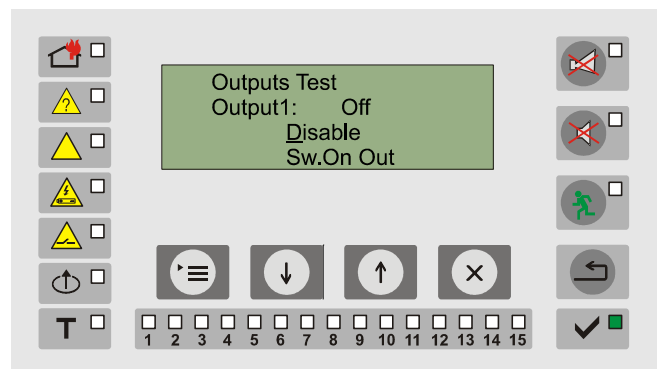 Outputs Test
Output1: Off
Disable
Sw.On Out
?
T
1 2 3 4 5 6 7 8 9 10 11 12 13 14 15